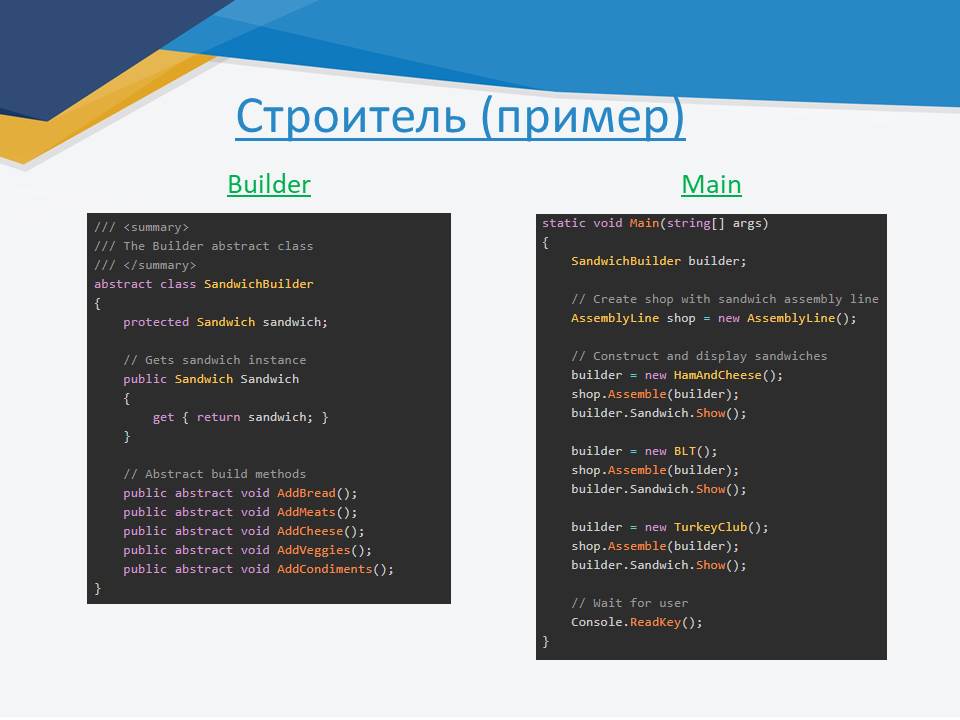 Строитель (пример)
Builder
/// <summary>
/// The Builder abstract class
/// </summary>
abstract class SandwichBuilder
{
    protected Sandwich sandwich;

    // Gets sandwich instance
    public Sandwich Sandwich
    {
        get { return sandwich; }
    }

    // Abstract build methods
    public abstract void AddBread();
    public abstract void AddMeats();
    public abstract void AddCheese();
    public abstract void AddVeggies();
    public abstract void AddCondiments();
}
Main
static void Main(string[] args)
{
    SandwichBuilder builder;

    // Create shop with sandwich assembly line
    AssemblyLine shop = new AssemblyLine();

    // Construct and display sandwiches
    builder = new HamAndCheese();
    shop.Assemble(builder);
    builder.Sandwich.Show();

    builder = new BLT();
    shop.Assemble(builder);
    builder.Sandwich.Show();

    builder = new TurkeyClub();
    shop.Assemble(builder);
    builder.Sandwich.Show();

    // Wait for user
    Console.ReadKey();
}